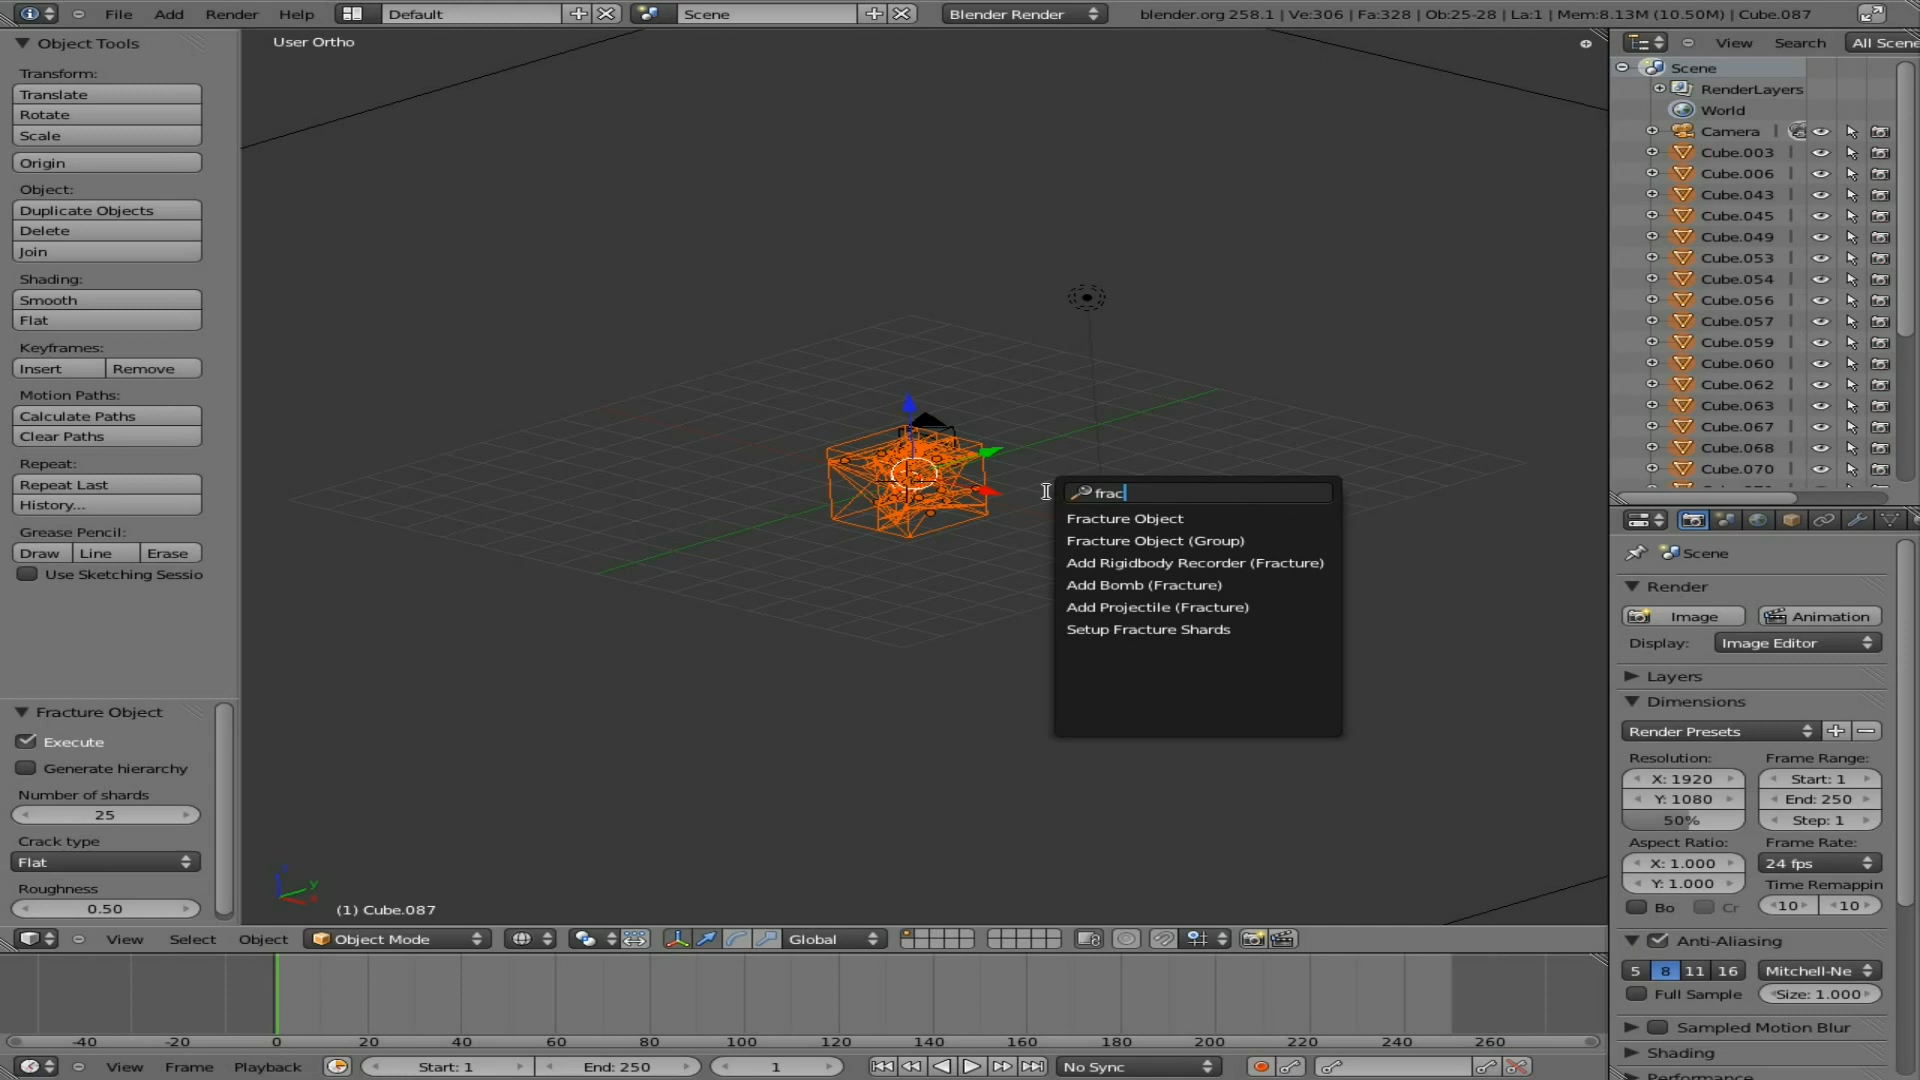 File Add Render Help Default Scene Blender Render blender.org 258.1 | Ve:306 | Fa:328 | Ob:25-28 | La:1 | Mem:8.13M (10.50M) | Cube.087
Object Tools
Transform:
Translate
Rotate
Scale
Origin
Object:
Duplicate Objects
Delete
Join
Shading:
Smooth
Flat
Keyframes:
Insert Remove
Motion Paths:
Calculate Paths
Clear Paths
Repeat:
Repeat Last
History...
Grease Pencil:
Draw Line Erase
Use Sketching Sessio
Fracture Object
Execute
Generate hierarchy
Number of shards
25
Crack type
Flat
Roughness
0.50
User Ortho
frac
Fracture Object
Fracture Object (Group)
Add Rigidbody Recorder (Fracture)
Add Bomb (Fracture)
Add Projectile (Fracture)
Setup Fracture Shards
(1) Cube.087
View Select Object Object Mode Global
-40 -20 0 20 40 60 80 100 120 140 160 180 200 220 240 260
View Frame Playback Start: 1 End: 250 1 No Sync
View Search All Scene
Scene
RenderLayers
World
Camera
Cube.003
Cube.006
Cube.043
Cube.045
Cube.049
Cube.053
Cube.054
Cube.056
Cube.057
Cube.059
Cube.060
Cube.062
Cube.063
Cube.067
Cube.068
Cube.070
Scene
Render
Image Animation
Display: Image Editor
Layers
Dimensions
Render Presets
Resolution: Frame Range:
X: 1920 Start: 1
Y: 1080 End: 250
50% Step: 1
Aspect Ratio: Frame Rate:
X: 1.000 24 fps
Y: 1.000 Time Remappin
Bo Cr 10 10
Anti-Aliasing
5 8 11 16 Mitchell-Ne
Full Sample Size: 1.000
Sampled Motion Blur
Shading